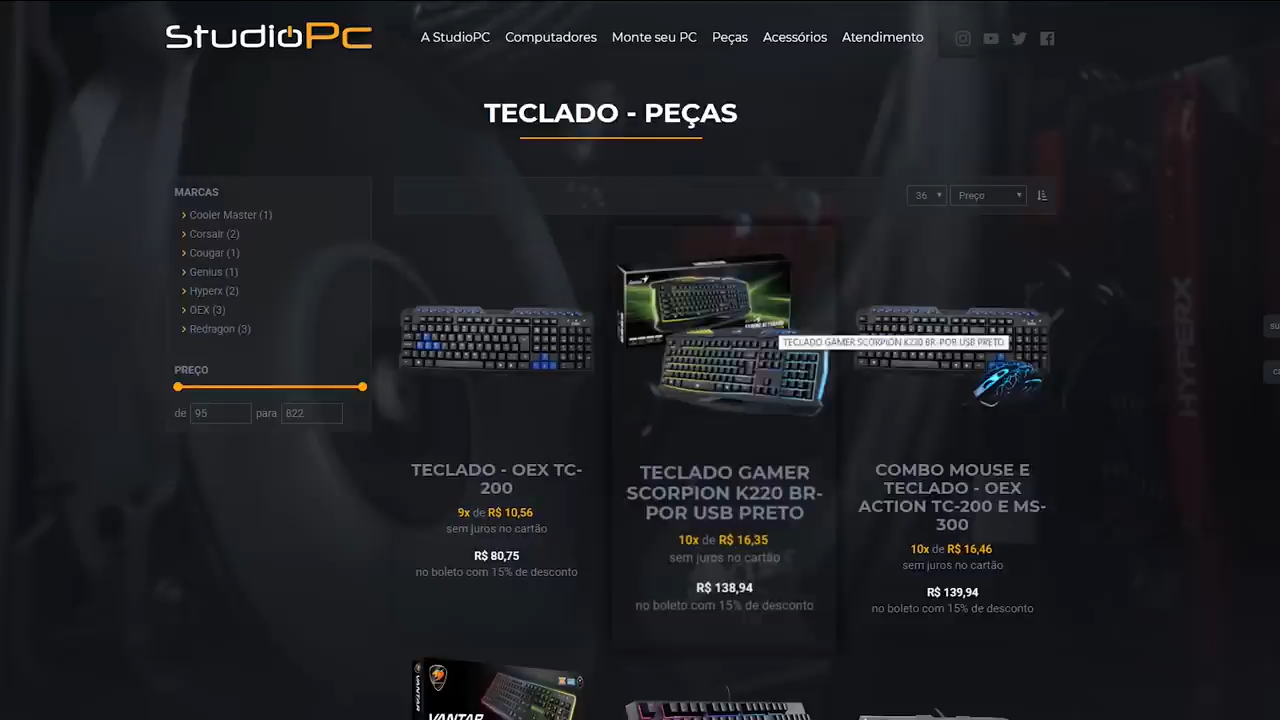 StudioPc
A StudioPC Computadores Monte seu PC Peças Acessórios Atendimento
TECLADO - PEÇAS
MARCAS
Cooler Master (1)
Corsair (2)
Cougar (1)
Genius (1)
Hyperx (2)
OEX (3)
Redragon (3)
PREÇO
de 95 para 822
36 Preço
TECLADO GAMER SCORPION K220 BR-POR USB PRETO
TECLADO - OEX TC-
200
9x de R$ 10,56
sem juros no cartão
R$ 80,75
no boleto com 15% de desconto
TECLADO GAMER
SCORPION K220 BR-
POR USB PRETO
10x de R$ 16,35
sem juros no cartão
R$ 138,94
no boleto com 15% de desconto
COMBO MOUSE E
TECLADO - OEX
ACTION TC-200 E MS-
300
10x de R$ 16,46
sem juros no cartão
R$ 139,94
no boleto com 15% de desconto
HYPERX
VANTAR